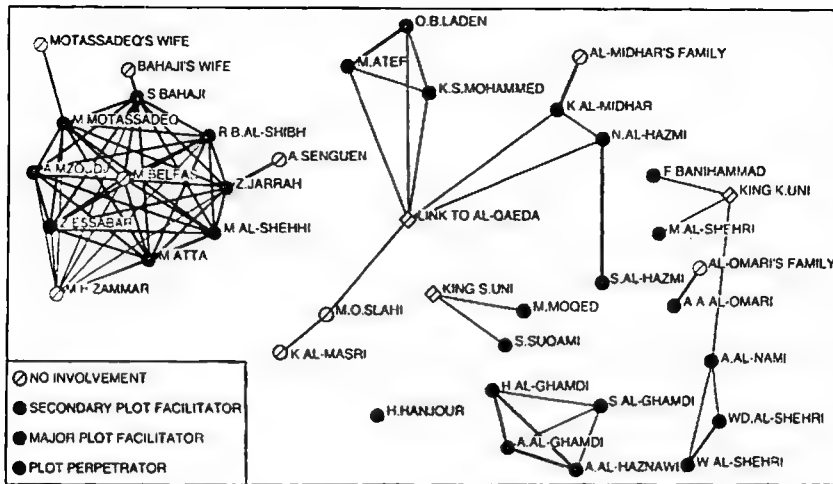 MOTASSADEQ'S WIFE
BAHAJI'S WIFE
S BAHAJI
M MOTASSADEQ
R B.AL-SHIBH
A SENGUEN
A MZOUDI
M BELFAS
Z.JARRAH
Z ESSABAR
M AL-SHEHHI
M ATTA
M H ZAMMAR
O.B.LADEN
M.ATEF
K.S.MOHAMMED
AL-MIDHAR'S FAMILY
K AL-MIDHAR
N.AL-HAZMI
LINK TO AL-QAEDA
F BANIHAMMAD
KING K.UNI
M AL-SHEHRI
S.AL-HAZMI
AL-OMARI'S FAMILY
A A AL-OMARI
KING S.UNI
M.MOQED
S.SUQAMI
M.O.SLAHI
K AL-MASRI
H.HANJOUR
H AL-GHAMDI
S AL-GHAMDI
A.AL-GHAMDI
A.AL-HAZNAWI
A.AL-NAMI
WD.AL-SHEHRI
W AL-SHEHRI
NO INVOLVEMENT
SECONDARY PLOT FACILITATOR
MAJOR PLOT FACILITATOR
PLOT PERPETRATOR